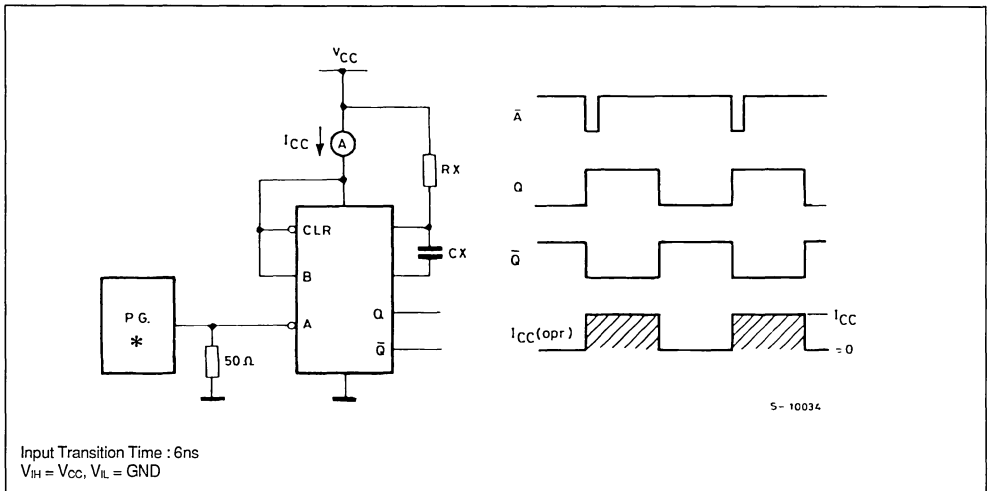 VCC
ICC
A
RX
CLR
CX
B
P G.
*
A
Q
Q̄
50 Ω
Ā
Q
Q̄
ICC(opr)
ICC
= 0
S- 10034
Input Transition Time : 6ns
VIH = VCC, VIL = GND